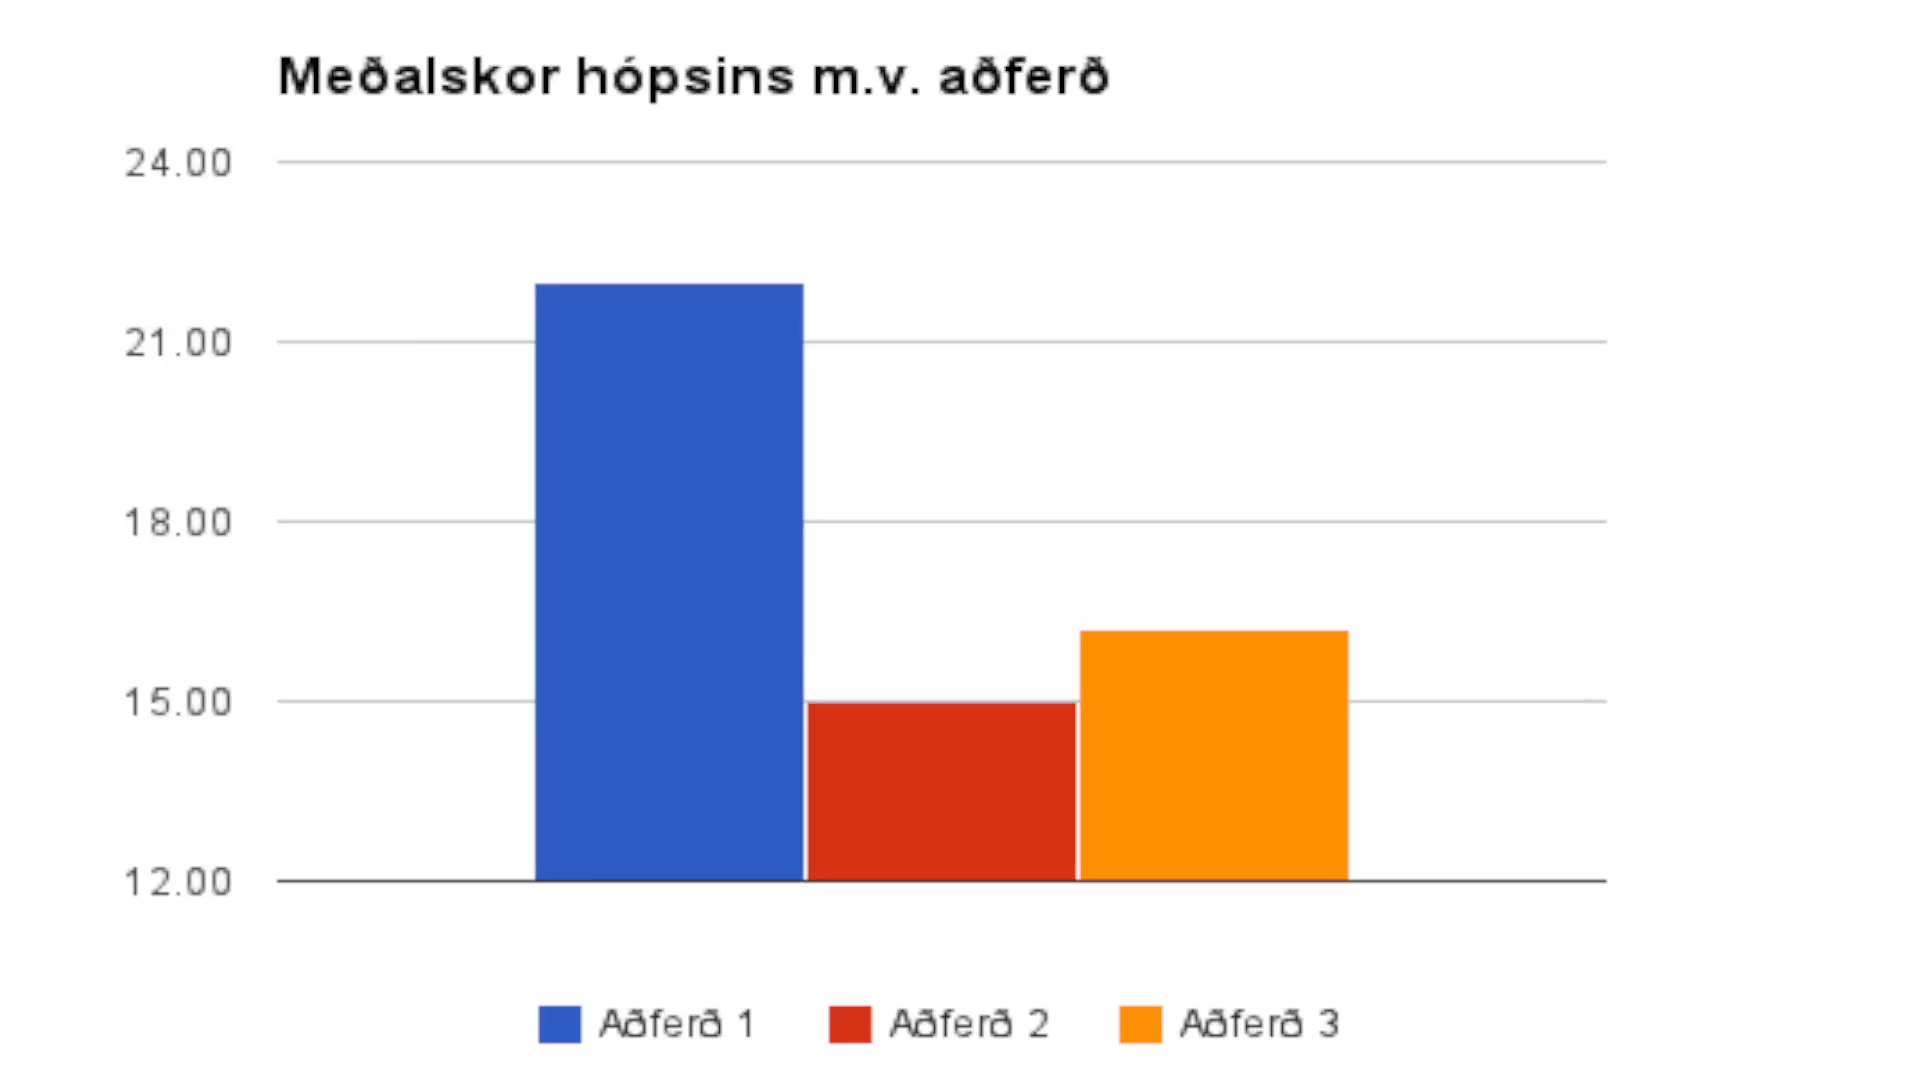 Meðalskor hópsins m.v. aðferð
24.00
21.00
18.00
15.00
12.00
Aðferð 1 Aðferð 2 Aðferð 3